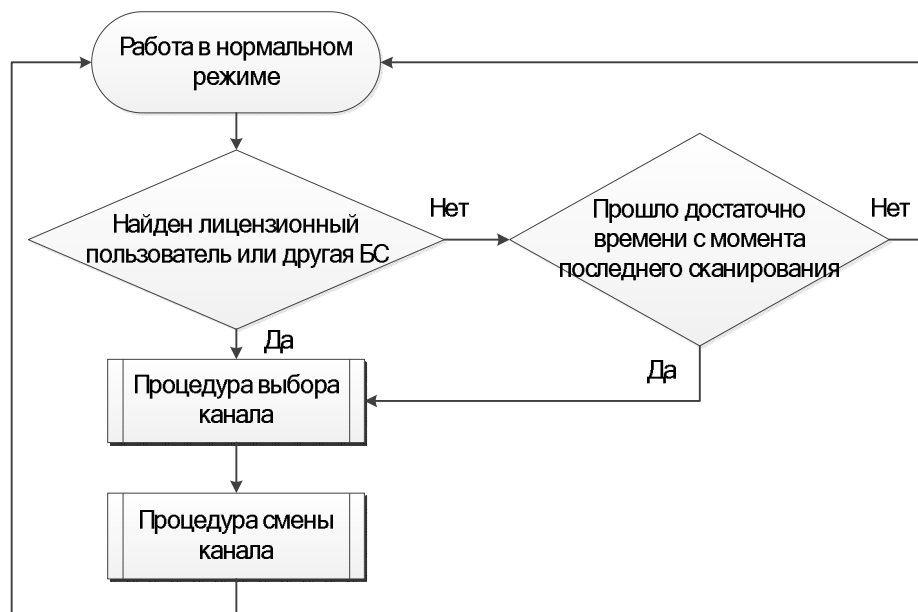 Работа в нормальном
режиме
Найден лицензионный
пользователь или другая БС
Нет
Прошло достаточно
времени с момента
последнего сканирования
Нет
Да
Да
Процедура выбора
канала
Процедура смены
канала